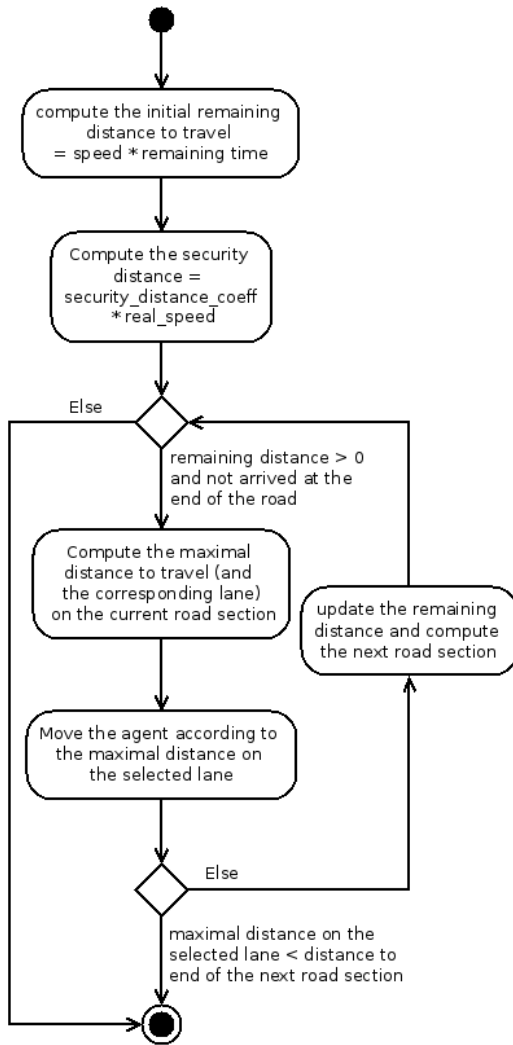 compute the initial remaining
distance to travel
= speed * remaining time
Compute the security
distance =
security_distance_coeff
* real_speed
Else
remaining distance > 0
and not arrived at the
end of the road
Compute the maximal
distance to travel (and
the corresponding lane)
on the current road section
update the remaining
distance and compute
the next road section
Move the agent according to
the maximal distance on
the selected lane
Else
maximal distance on the
selected lane < distance to
end of the next road section